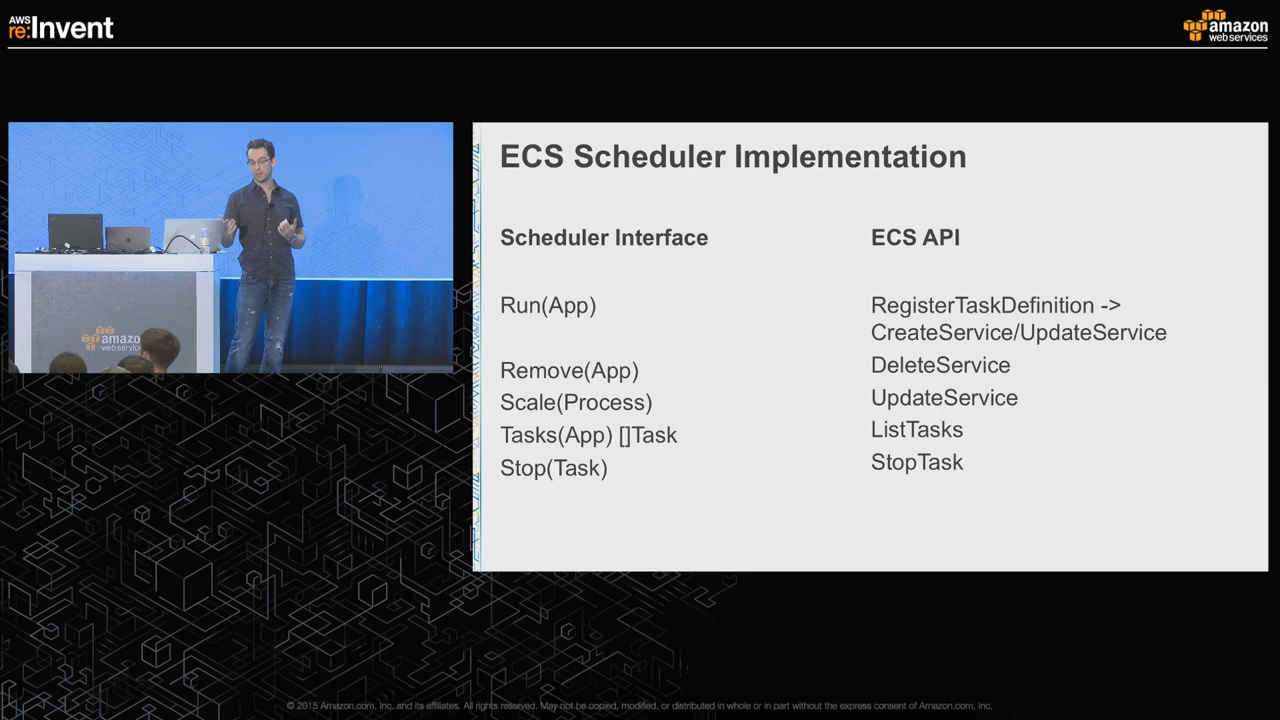 AWS
re:Invent
amazon
web services
amazon
web services
ECS Scheduler Implementation
Scheduler Interface
ECS API
Run(App)
RegisterTaskDefinition ->
CreateService/UpdateService
Remove(App)
DeleteService
Scale(Process)
UpdateService
Tasks(App) []Task
ListTasks
Stop(Task)
StopTask
© 2015 Amazon.com, Inc. and its affiliates. All rights reserved. May not be copied, modified, or distributed in whole or in part without the express consent of Amazon.com, Inc.